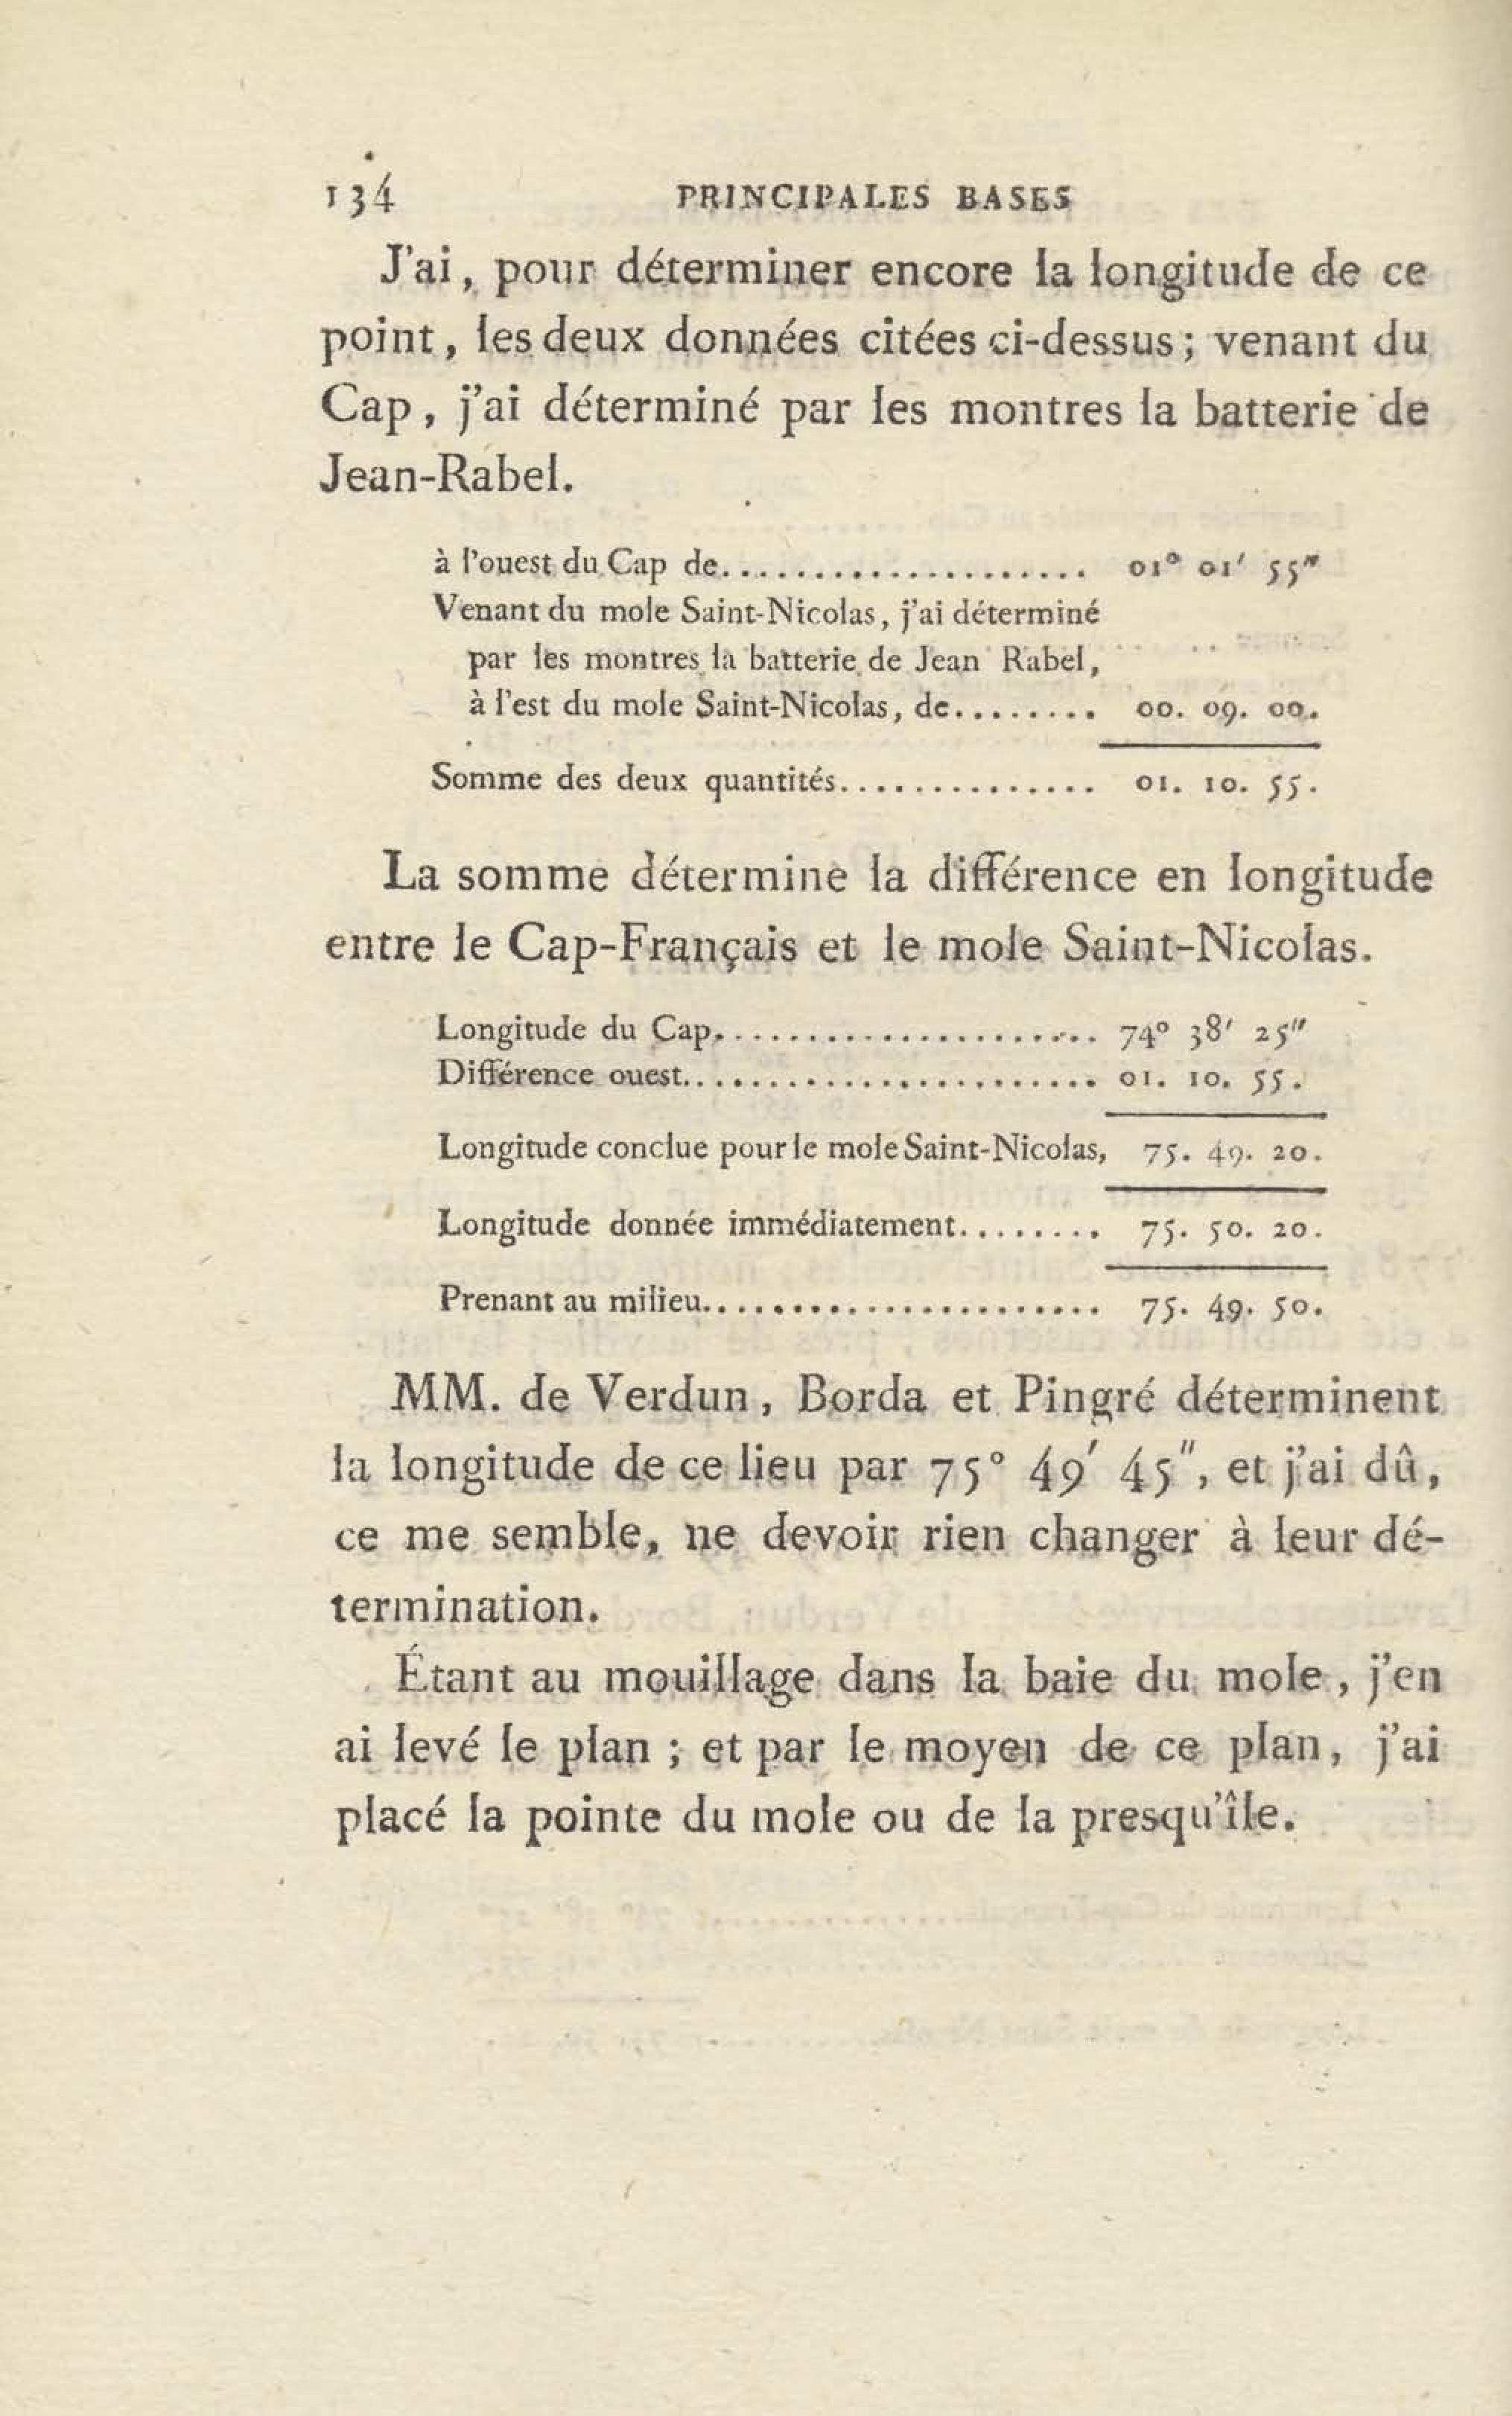 134 PRINCIPALES BASES
J'ai, pour déterminer encore la longitude de ce
point, les deux données citées ci-dessus; venant du
Cap, j'ai déterminé par les montres la batterie de
Jean-Rabel.
à l'ouest du Cap de..................... 01° 01′ 55″
Venant du mole Saint-Nicolas, j'ai déterminé
par les montres la batterie de Jean Rabel,
à l'est du mole Saint-Nicolas, de........ 00. 09. 00.
Somme des deux quantités.............. 01. 10. 55.
La somme détermine la différence en longitude
entre le Cap-Français et le mole Saint-Nicolas.
Longitude du Cap..................... 74° 38′ 25″
Différence ouest....................... 01. 10. 55.
Longitude conclue pour le mole Saint-Nicolas, 75. 49. 20.
Longitude donnée immédiatement........ 75. 50. 20.
Prenant au milieu...................... 75. 49. 50.
MM. de Verdun, Borda et Pingré déterminent
la longitude de ce lieu par 75° 49′ 45″, et j'ai dû,
ce me semble, ne devoir rien changer à leur dé-
termination.
Étant au mouillage dans la baie du mole, j'en
ai levé le plan; et par le moyen de ce plan, j'ai
placé la pointe du mole ou de la presqu'île.